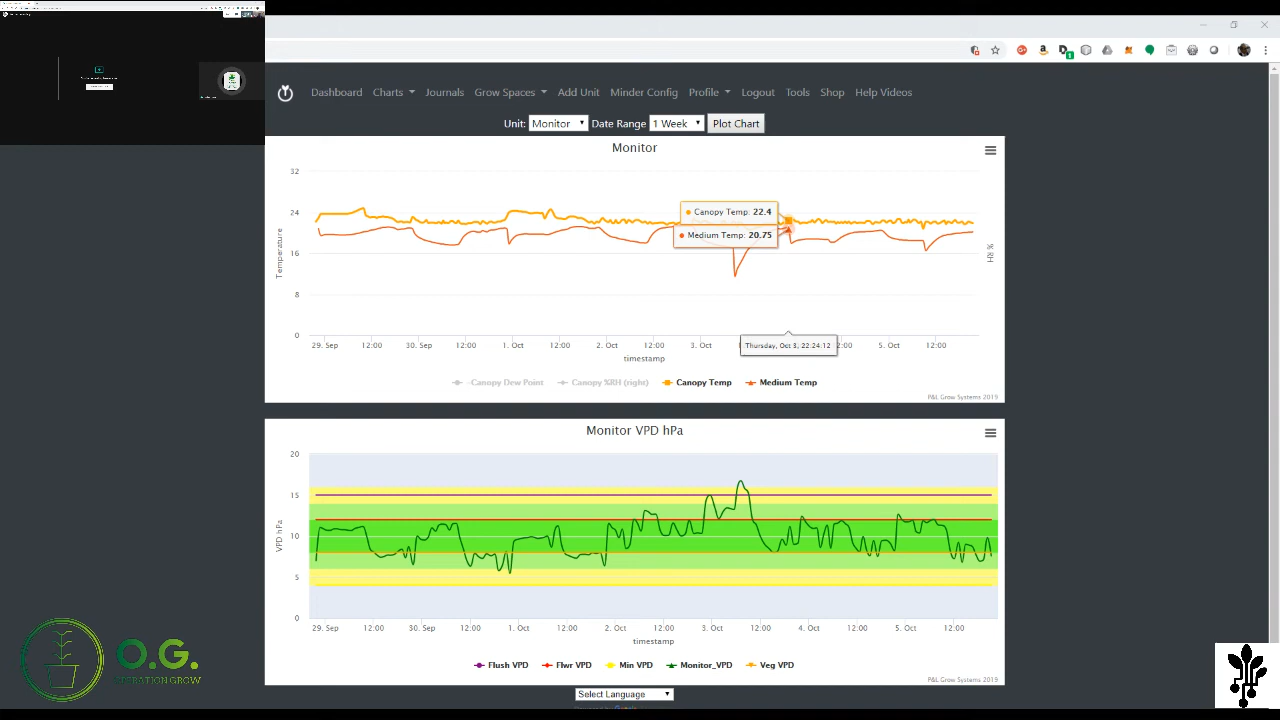 Dashboard Charts Journals Grow Spaces Add Unit Minder Config Profile Logout Tools Shop Help Videos
Unit: Monitor Date Range 1 Week Plot Chart
Monitor
32
24
16
8
0
Temperature
% RH
Canopy Temp: 22.4
Medium Temp: 20.75
Thursday, Oct 3, 22:24:12
29. Sep 12:00 30. Sep 12:00 1. Oct 12:00 2. Oct 12:00 3. Oct 2:00 5. Oct 12:00
timestamp
Canopy Dew Point Canopy %RH (right) Canopy Temp Medium Temp
P&L Grow Systems 2019
Monitor VPD hPa
20
15
10
5
0
VPD hPa
29. Sep 12:00 30. Sep 12:00 1. Oct 12:00 2. Oct 12:00 3. Oct 12:00 4. Oct 12:00 5. Oct 12:00
timestamp
Flush VPD Flwr VPD Min VPD Monitor_VPD Veg VPD
P&L Grow Systems 2019
Select Language
O.G.
1